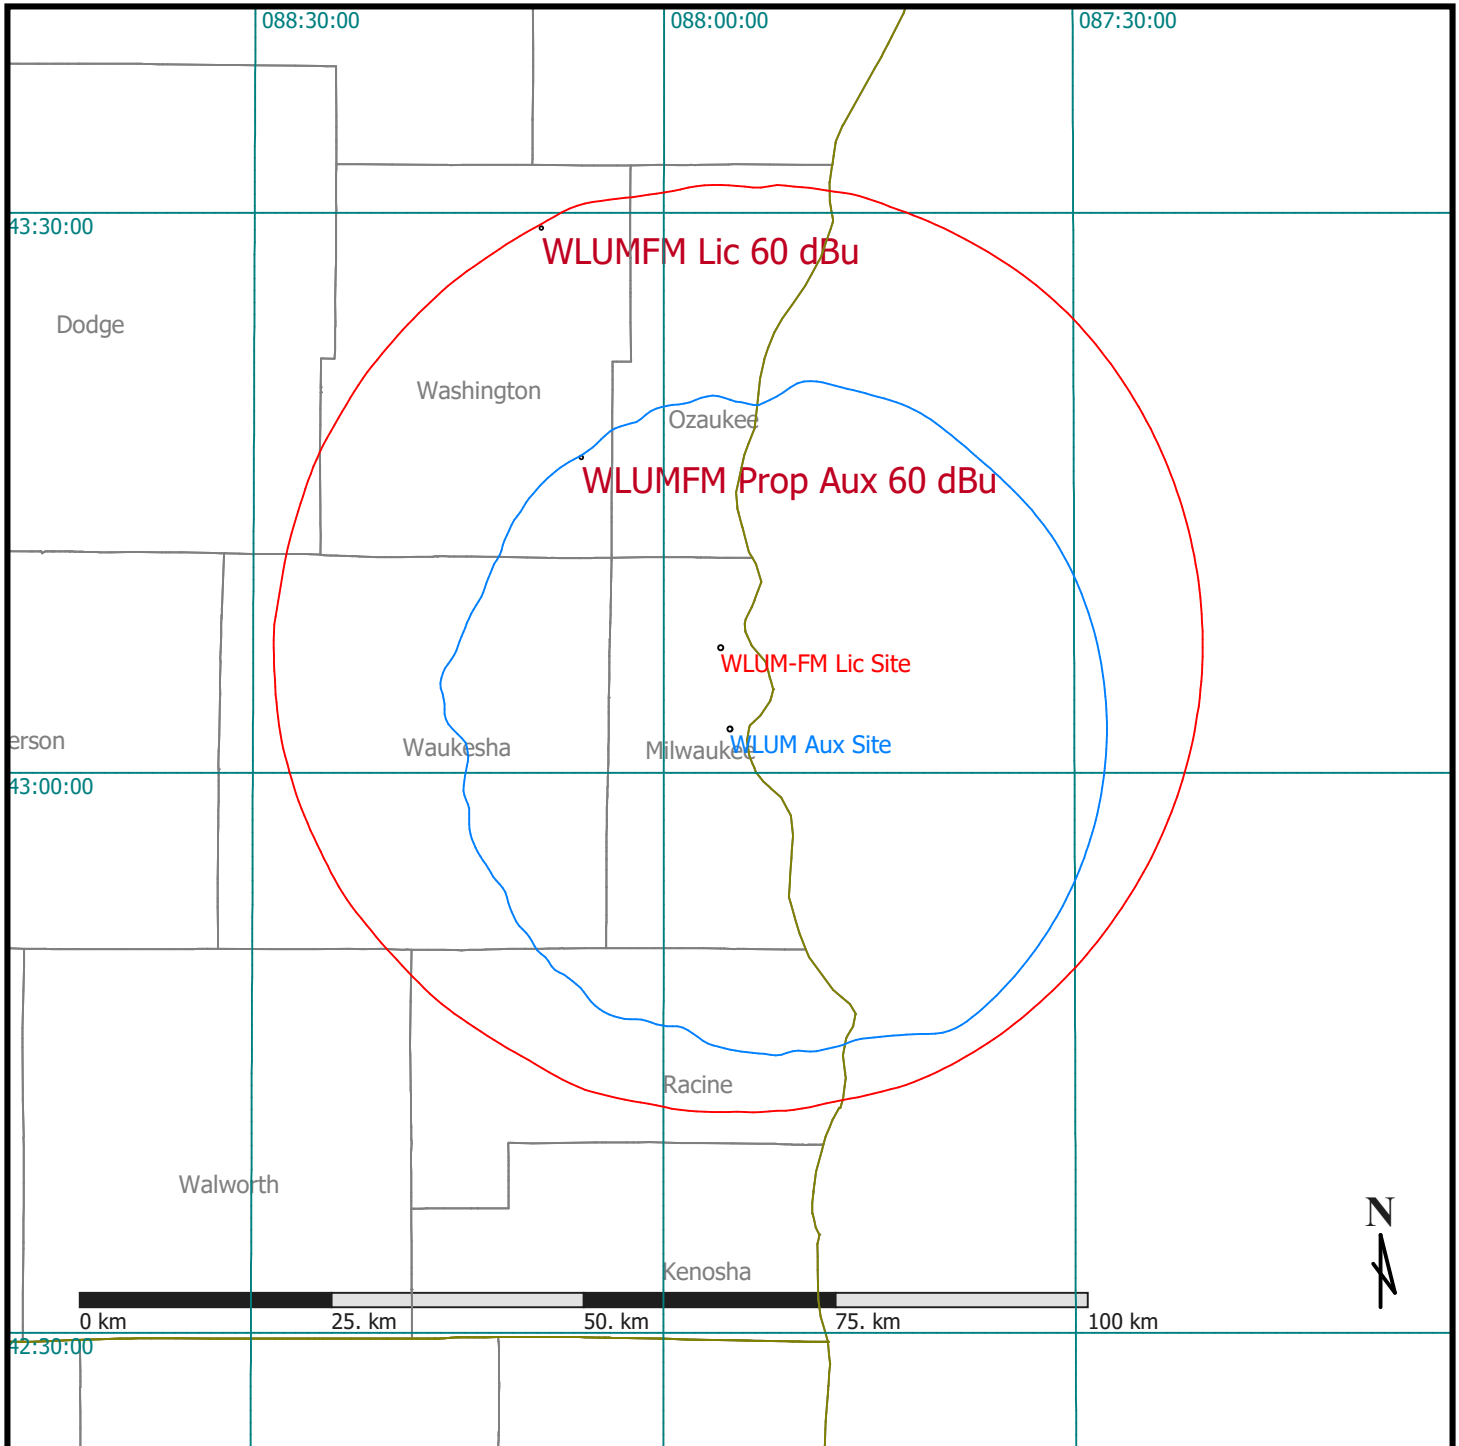 088:30:00
088:00:00
087:30:00
43:30:00
WLUMFM Lic 60 dBu
Dodge
Washington
Ozaukee
WLUMFM Prop Aux 60 dBu
WLUM-FM Lic Site
erson
Waukesha
Milwaukee
WLUM Aux Site
43:00:00
Racine
Walworth
N
Kenosha
0 km
25. km
50. km
75. km
100 km
42:30:00